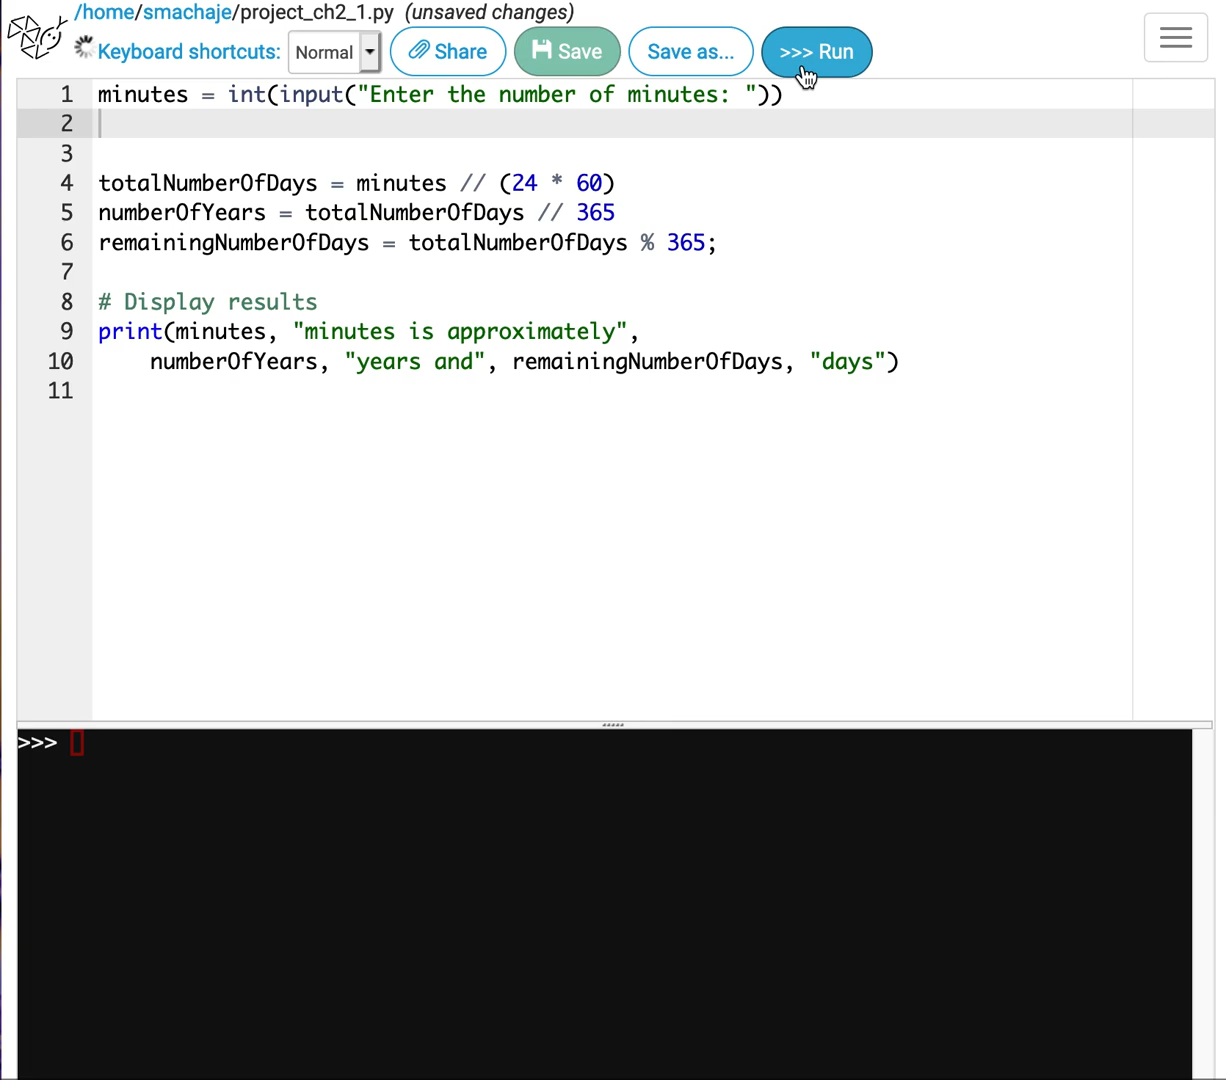 /home/smachaje/project_ch2_1.py (unsaved changes)
Keyboard shortcuts: Normal Share Save Save as... >>> Run
1 minutes = int(input("Enter the number of minutes: "))
2
3
4 totalNumberOfDays = minutes // (24 * 60)
5 numberOfYears = totalNumberOfDays // 365
6 remainingNumberOfDays = totalNumberOfDays % 365;
7
8 # Display results
9 print(minutes, "minutes is approximately",
10 numberOfYears, "years and", remainingNumberOfDays, "days")
11
>>>